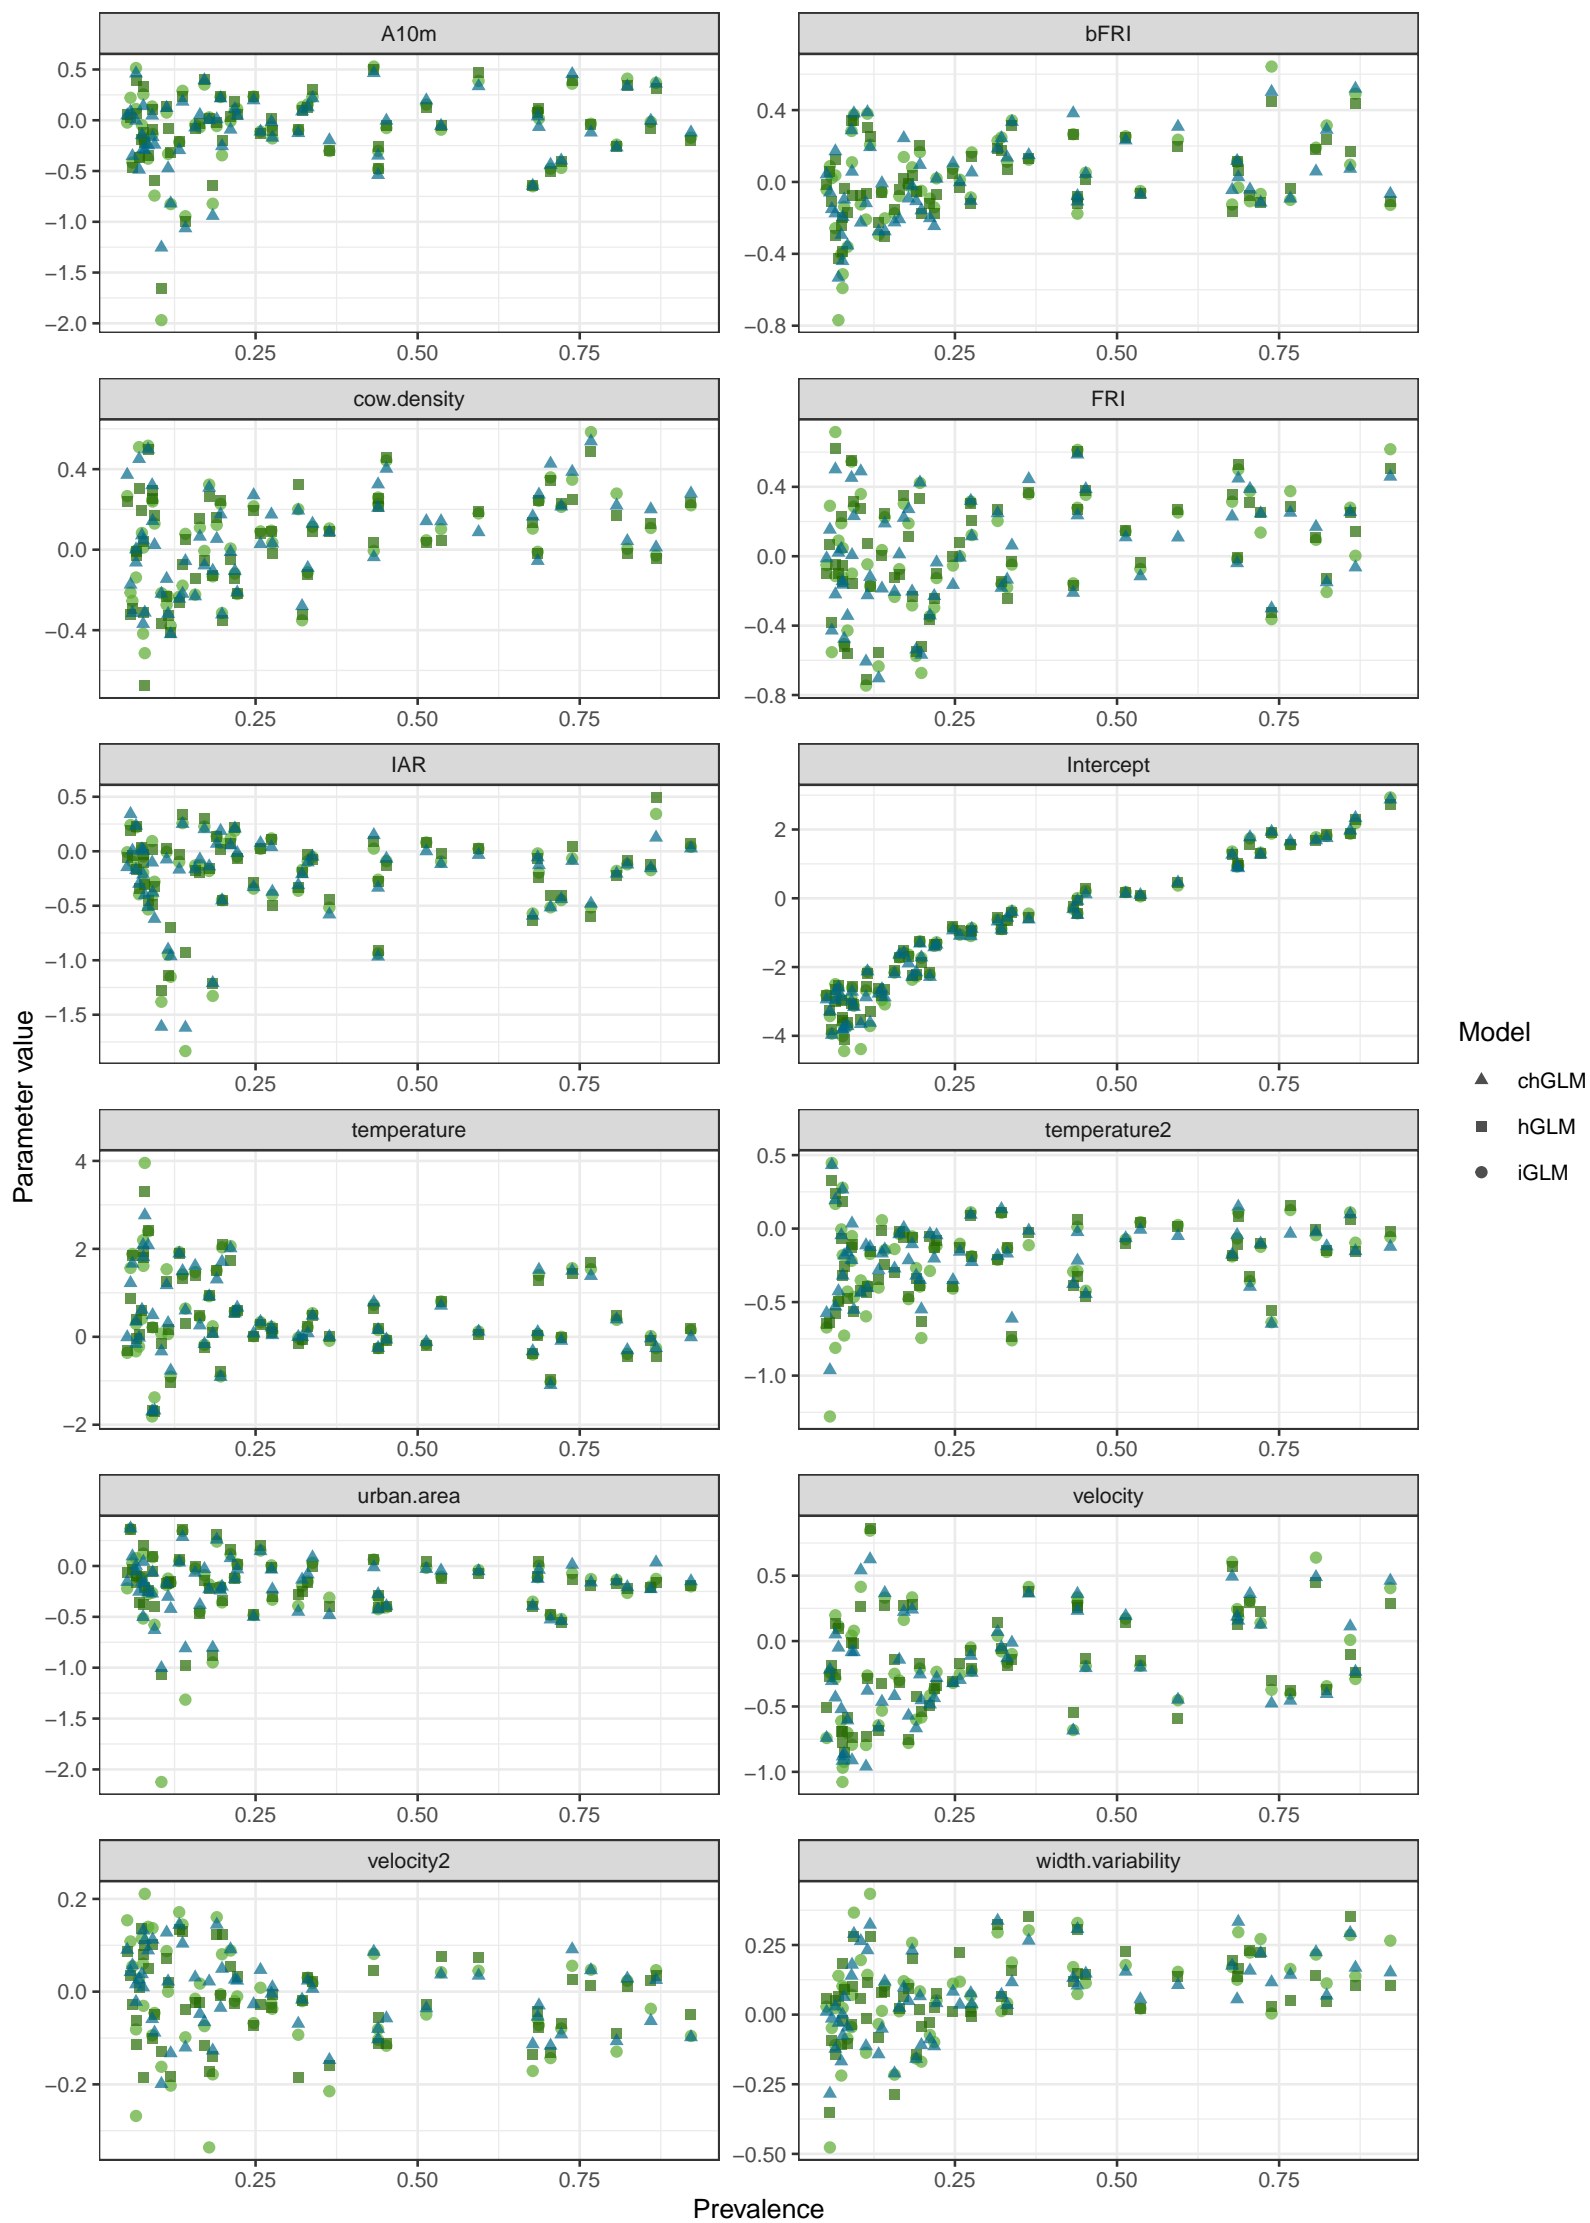 A10m
bFRI
0.5
0.0
−0.5
−1.0
−1.5
−2.0
0.4
0.0
−0.4
−0.8
0.25 0.50 0.75
0.25 0.50 0.75
cow.density
FRI
0.4
0.0
−0.4
0.4
0.0
−0.4
−0.8
0.25 0.50 0.75
0.25 0.50 0.75
IAR
Intercept
0.5
0.0
−0.5
−1.0
−1.5
2
0
−2
−4
0.25 0.50 0.75
0.25 0.50 0.75
temperature
temperature2
4
2
0
−2
0.5
0.0
−0.5
−1.0
0.25 0.50 0.75
0.25 0.50 0.75
urban.area
velocity
0.0
−0.5
−1.0
−1.5
−2.0
0.5
0.0
−0.5
−1.0
0.25 0.50 0.75
0.25 0.50 0.75
velocity2
width.variability
0.2
0.0
−0.2
0.25
0.00
−0.25
−0.50
0.25 0.50 0.75
0.25 0.50 0.75
Prevalence
Parameter value
Model
chGLM
hGLM
iGLM